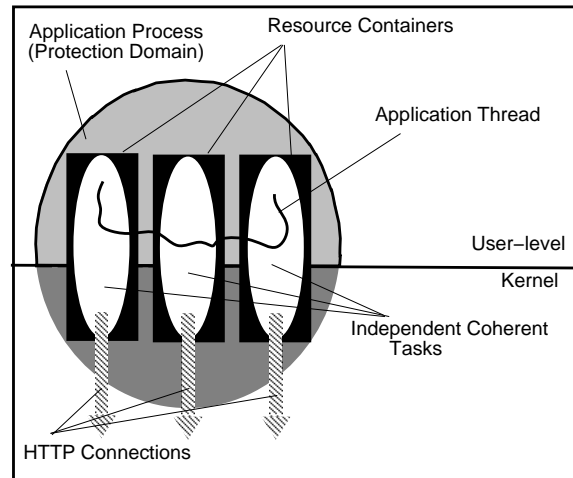 Application Process
(Protection Domain)
Resource Containers
Application Thread
User−level
Kernel
Independent Coherent
Tasks
HTTP Connections